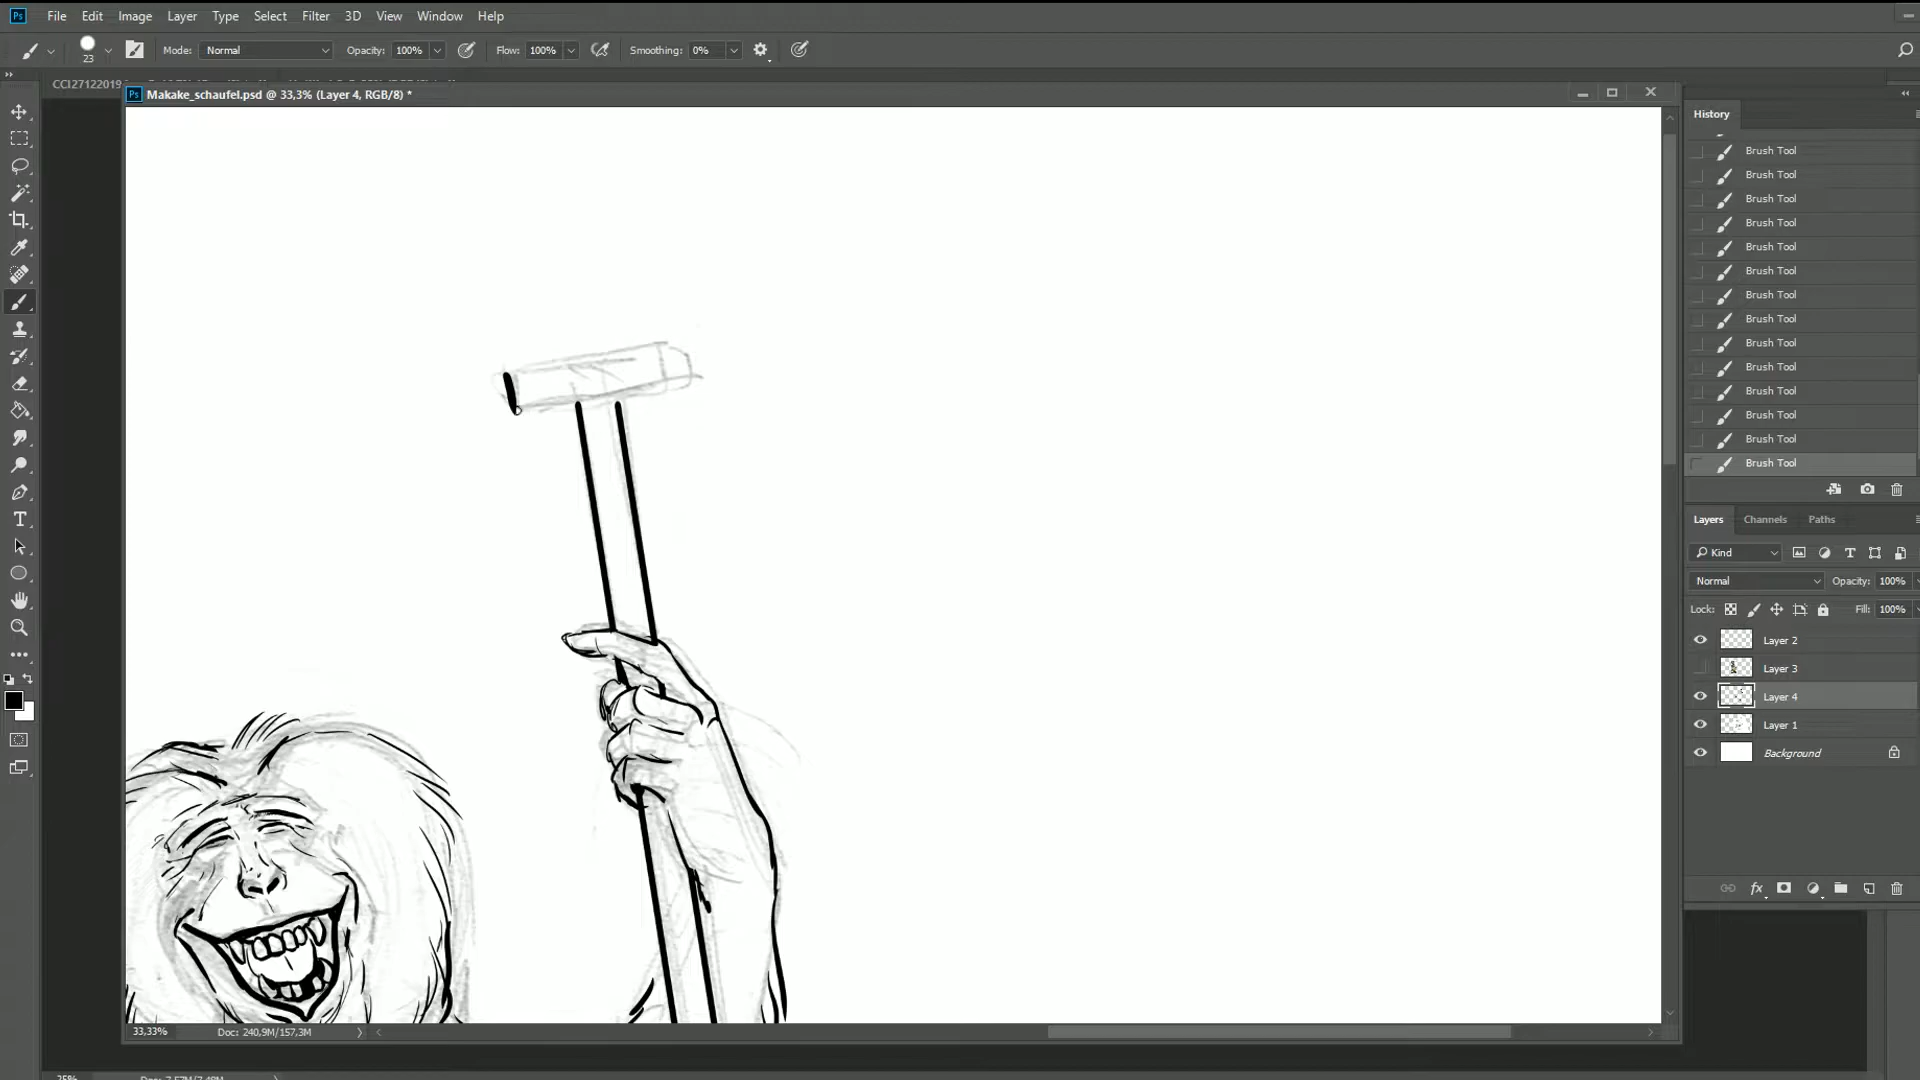 Ps File Edit Image Layer Type Select Filter 3D View Window Help
23 Mode: Normal Opacity: 100% Flow: 100% Smoothing: 0%
CCI27122019
Ps Makake_schaufel.psd @ 33,3% (Layer 4, RGB/8) *
History
Brush Tool
Brush Tool
Brush Tool
Brush Tool
Brush Tool
Brush Tool
Brush Tool
Brush Tool
Brush Tool
Brush Tool
Brush Tool
Brush Tool
Brush Tool
Brush Tool
Layers Channels Paths
Kind
Normal Opacity: 100%
Lock: Fill: 100%
Layer 2
Layer 3
Layer 4
Layer 1
Background
33,33% Doc: 240,9M/157,3M